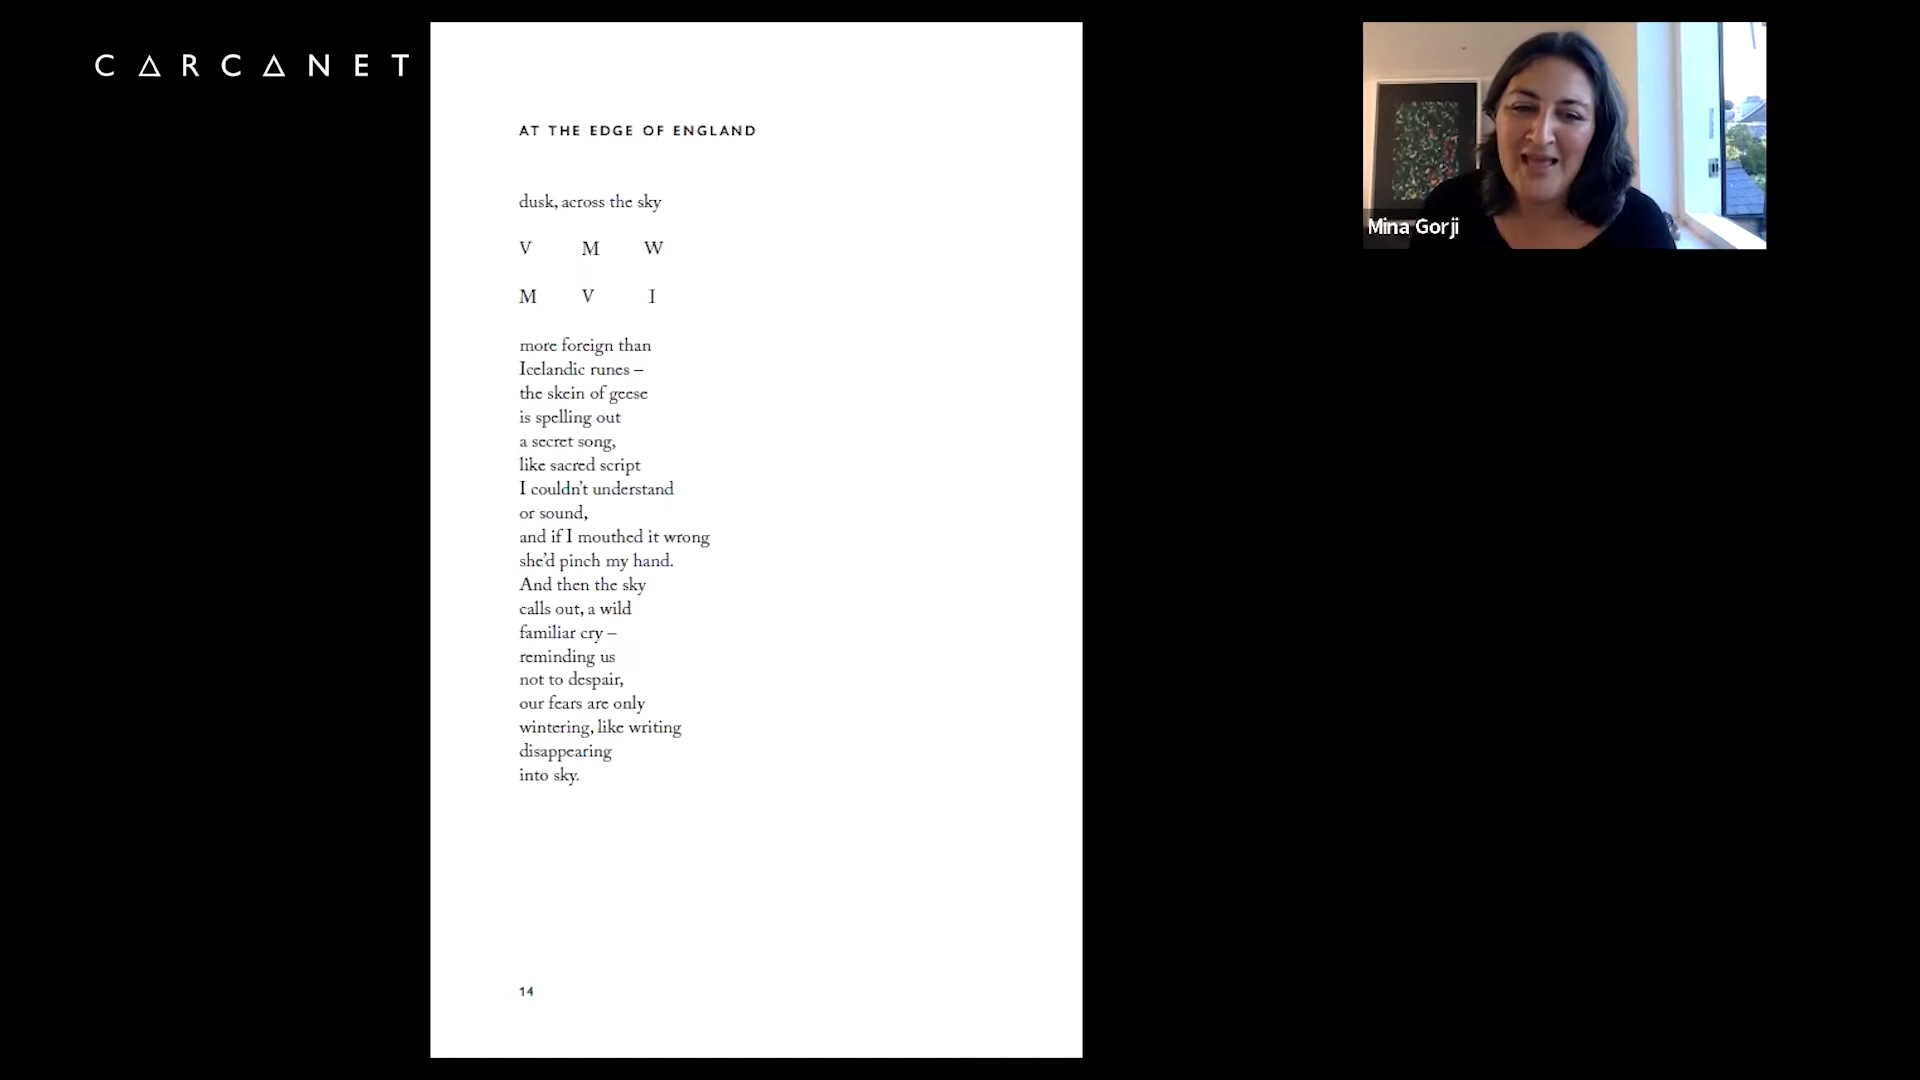 CARCANET
AT THE EDGE OF ENGLAND
dusk, across the sky
V M W
M V I
more foreign than
Icelandic runes –
the skein of geese
is spelling out
a secret song,
like sacred script
I couldn’t understand
or sound,
and if I mouthed it wrong
she’d pinch my hand.
And then the sky
calls out, a wild
familiar cry –
reminding us
not to despair,
our fears are only
wintering, like writing
disappearing
into sky.
14
Mina Gorji